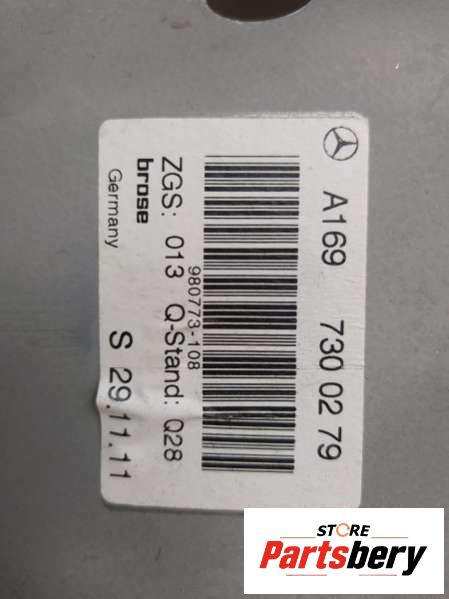 A169 730 02 79
980773-108
ZGS: 013 Q-Stand: Q28
brose
Germany S 29.11.11
STORE
Partsbery